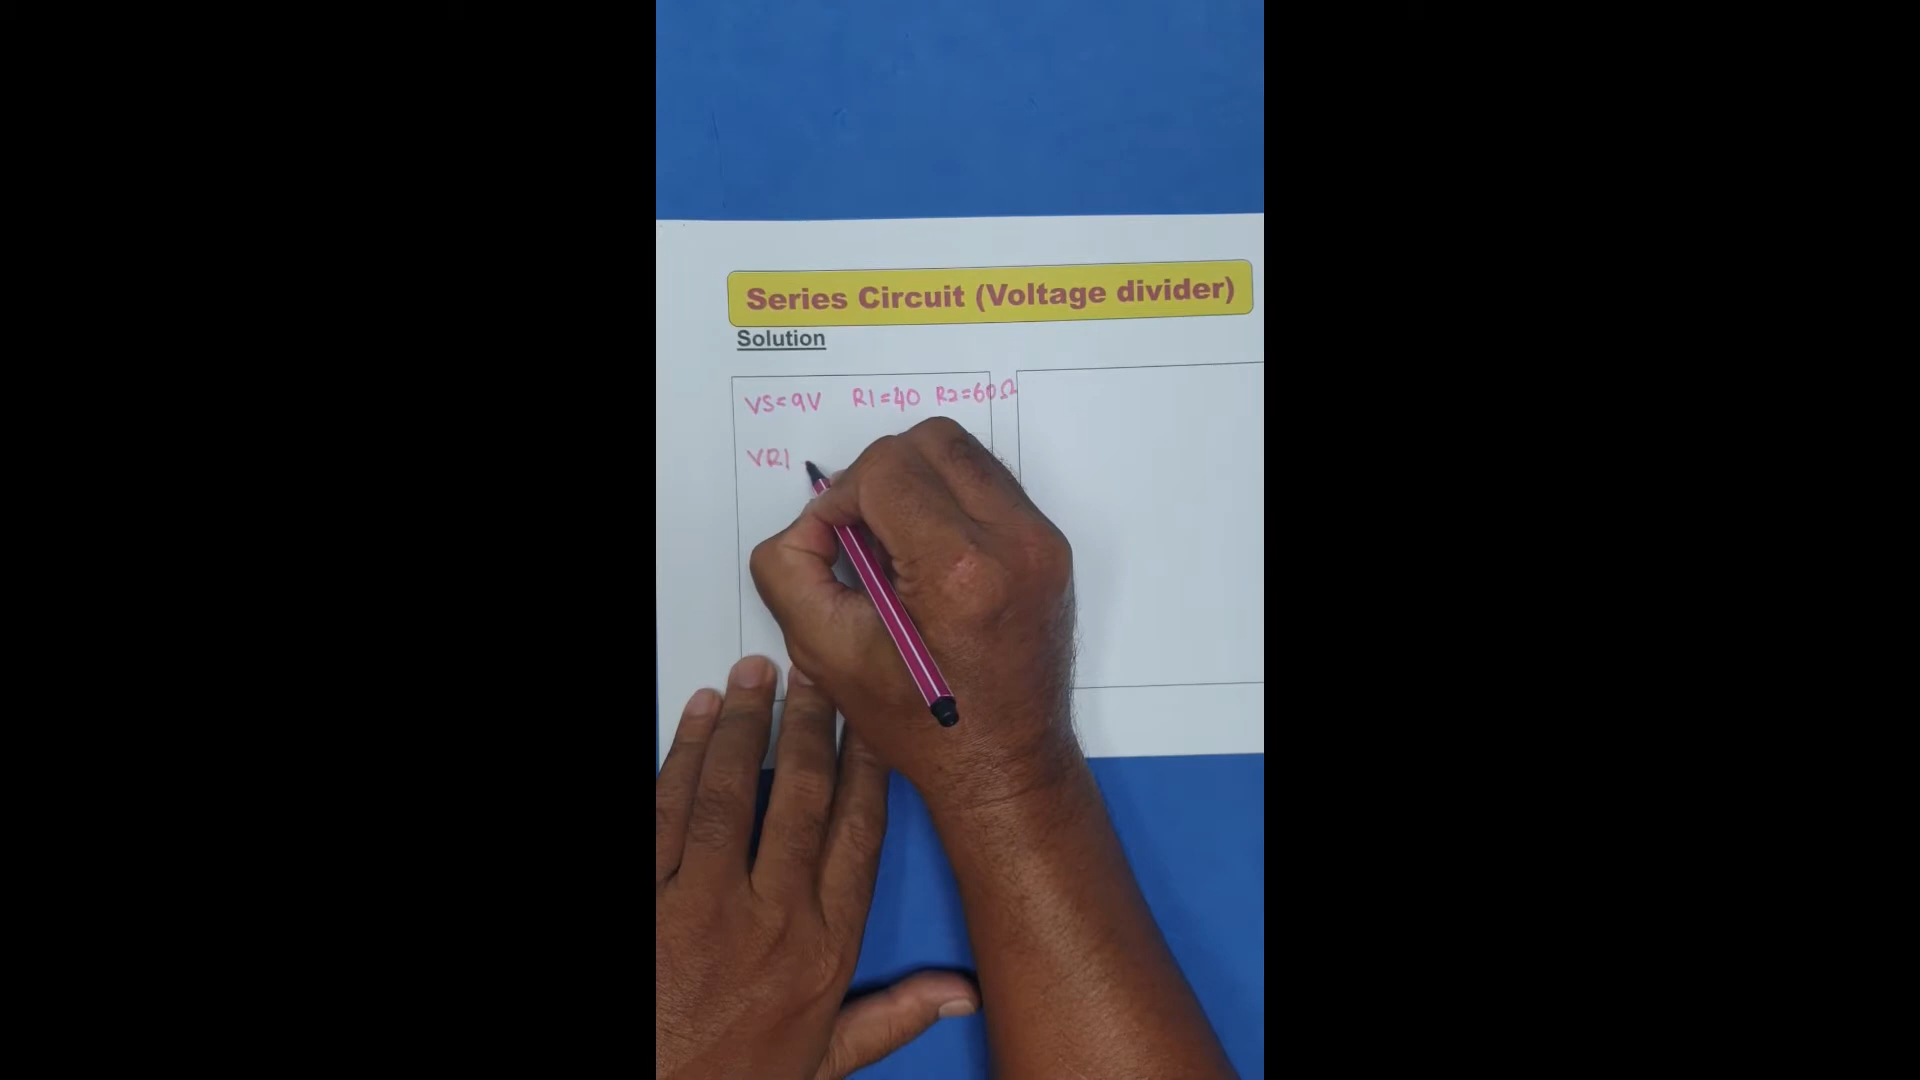 Series Circuit (Voltage divider)
Solution
VS=9V R1=40 R2=60Ω
VR1